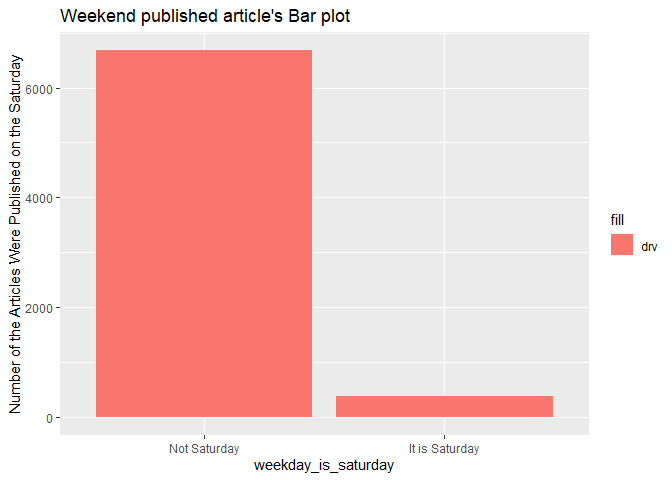 Weekend published article's Bar plot
Number of the Articles Were Published on the Saturday
6000
4000
2000
0
Not Saturday
It is Saturday
weekday_is_saturday
fill
drv